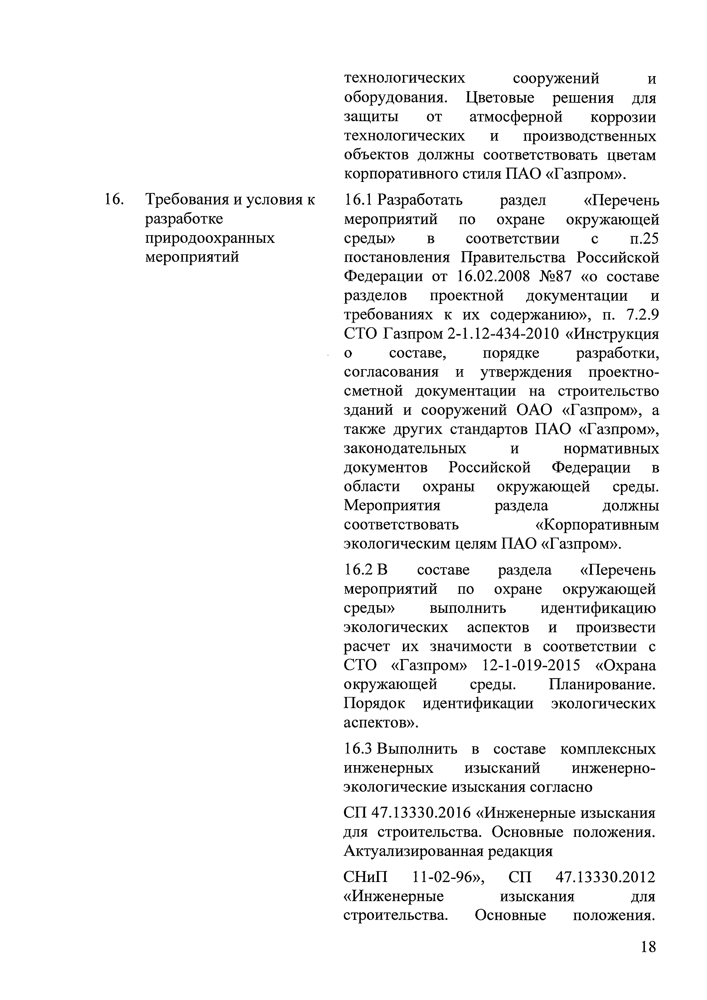 технологических сооружений и
оборудования. Цветовые решения для
защиты от атмосферной коррозии
технологических и производственных
объектов должны соответствовать цветам
корпоративного стиля ПАО «Газпром».
16. Требования и условия к
разработке
природоохранных
мероприятий
16.1 Разработать раздел «Перечень
мероприятий по охране окружающей
среды» в соответствии с п.25
постановления Правительства Российской
Федерации от 16.02.2008 №87 «о составе
разделов проектной документации и
требованиях к их содержанию», п. 7.2.9
СТО Газпром 2-1.12-434-2010 «Инструкция
о составе, порядке разработки,
согласования и утверждения проектно-
сметной документации на строительство
зданий и сооружений ОАО «Газпром», а
также других стандартов ПАО «Газпром»,
законодательных и нормативных
документов Российской Федерации в
области охраны окружающей среды.
Мероприятия раздела должны
соответствовать «Корпоративным
экологическим целям ПАО «Газпром».
16.2 В составе раздела «Перечень
мероприятий по охране окружающей
среды» выполнить идентификацию
экологических аспектов и произвести
расчет их значимости в соответствии с
СТО «Газпром» 12-1-019-2015 «Охрана
окружающей среды. Планирование.
Порядок идентификации экологических
аспектов».
16.3 Выполнить в составе комплексных
инженерных изысканий инженерно-
экологические изыскания согласно
СП 47.13330.2016 «Инженерные изыскания
для строительства. Основные положения.
Актуализированная редакция
СНиП 11-02-96», СП 47.13330.2012
«Инженерные изыскания для
строительства. Основные положения.
18